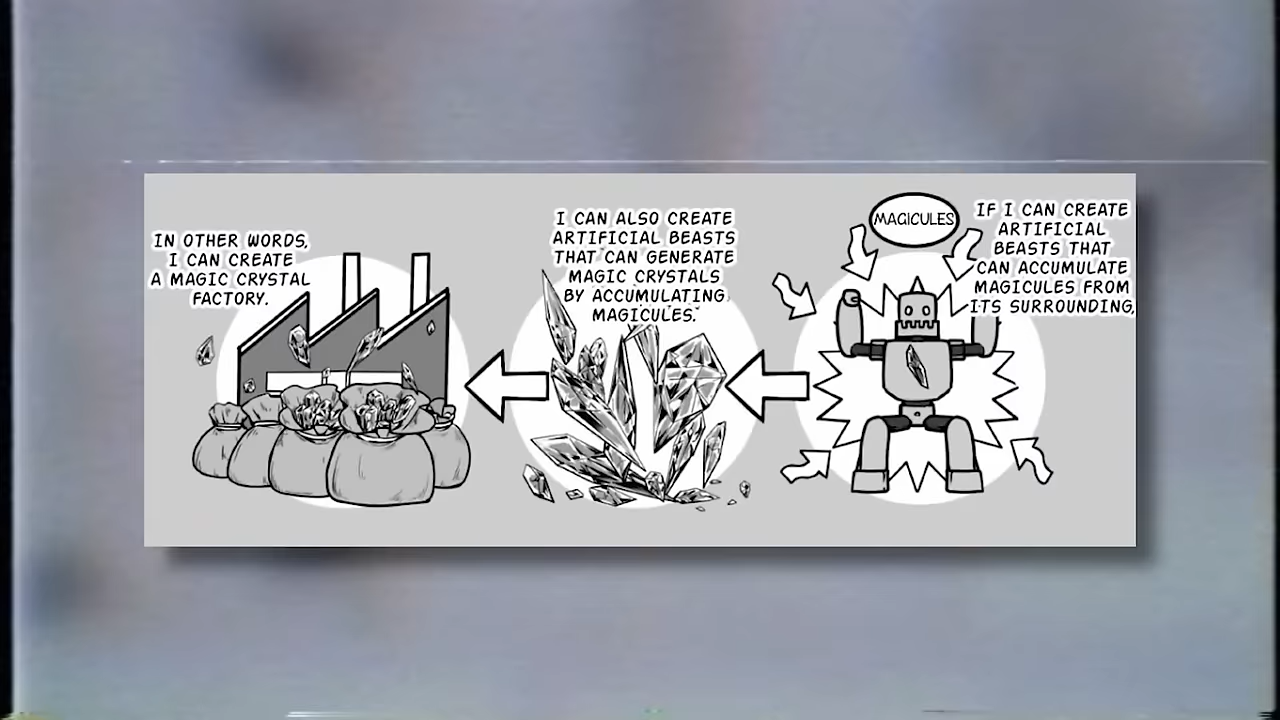 MAGICULES
IF I CAN CREATE
ARTIFICIAL
BEASTS THAT
CAN ACCUMULATE
MAGICULES FROM
ITS SURROUNDING,
I CAN ALSO CREATE
ARTIFICIAL BEASTS
THAT CAN GENERATE
MAGIC CRYSTALS
BY ACCUMULATING
MAGICULES.
IN OTHER WORDS,
I CAN CREATE
A MAGIC CRYSTAL
FACTORY.